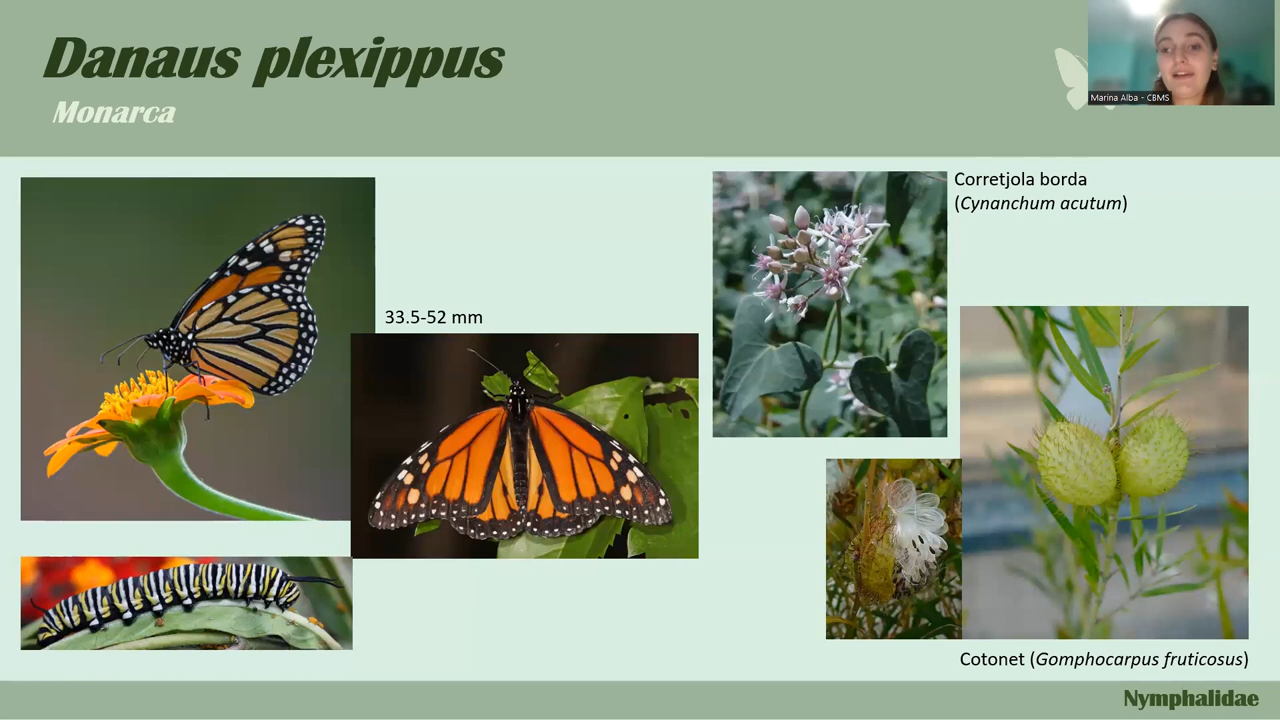 Danaus plexippus
Monarca
Marina Alba - CBMS
Corretjola borda
(Cynanchum acutum)
33.5-52 mm
Cotonet (Gomphocarpus fruticosus)
Nymphalidae